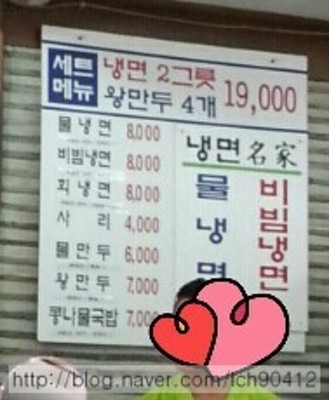 세트 메뉴
냉면 2그릇
왕만두 4개
19,000
물냉면 8,000
비빔냉면 8,000
회냉면 8,000
사리 4,000
물만두 6,000
왕만두 7,000
콩나물국밥 7,000
냉면名家
물냉면
비빔냉면
http://blog.naver.com/lch90412